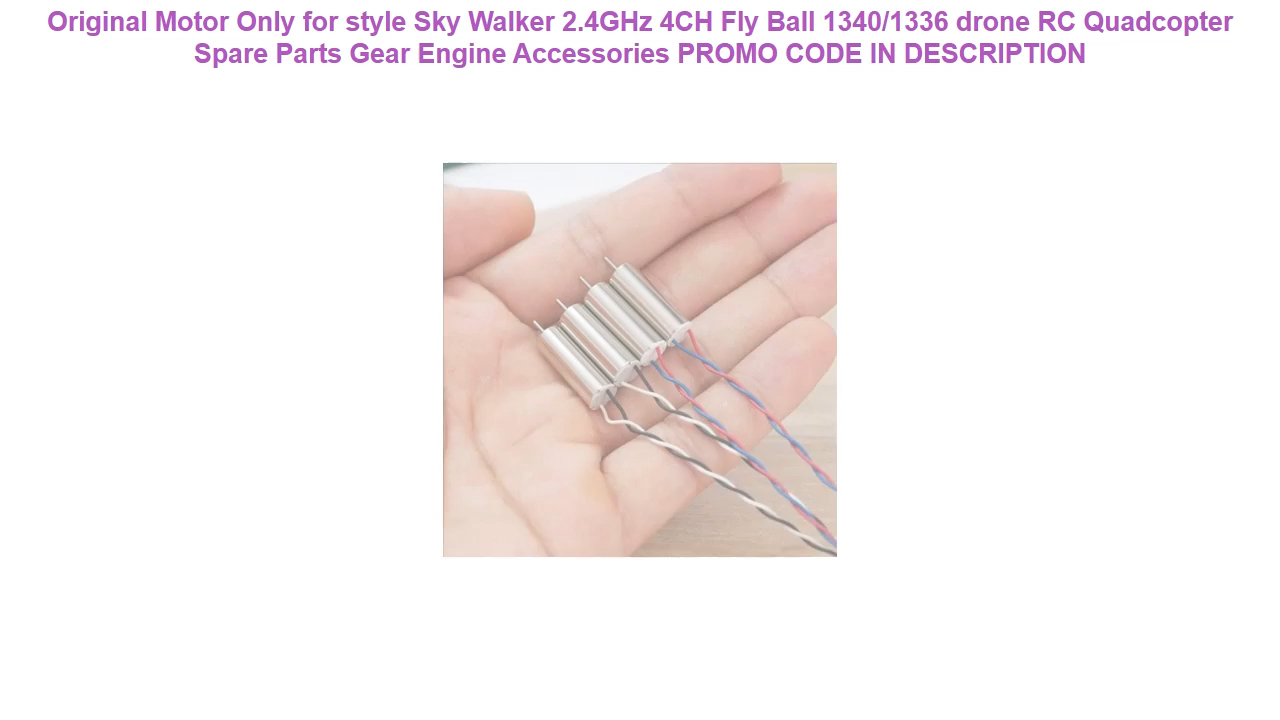 Original Motor Only for style Sky Walker 2.4GHz 4CH Fly Ball 1340/1336 drone RC Quadcopter
Spare Parts Gear Engine Accessories PROMO CODE IN DESCRIPTION